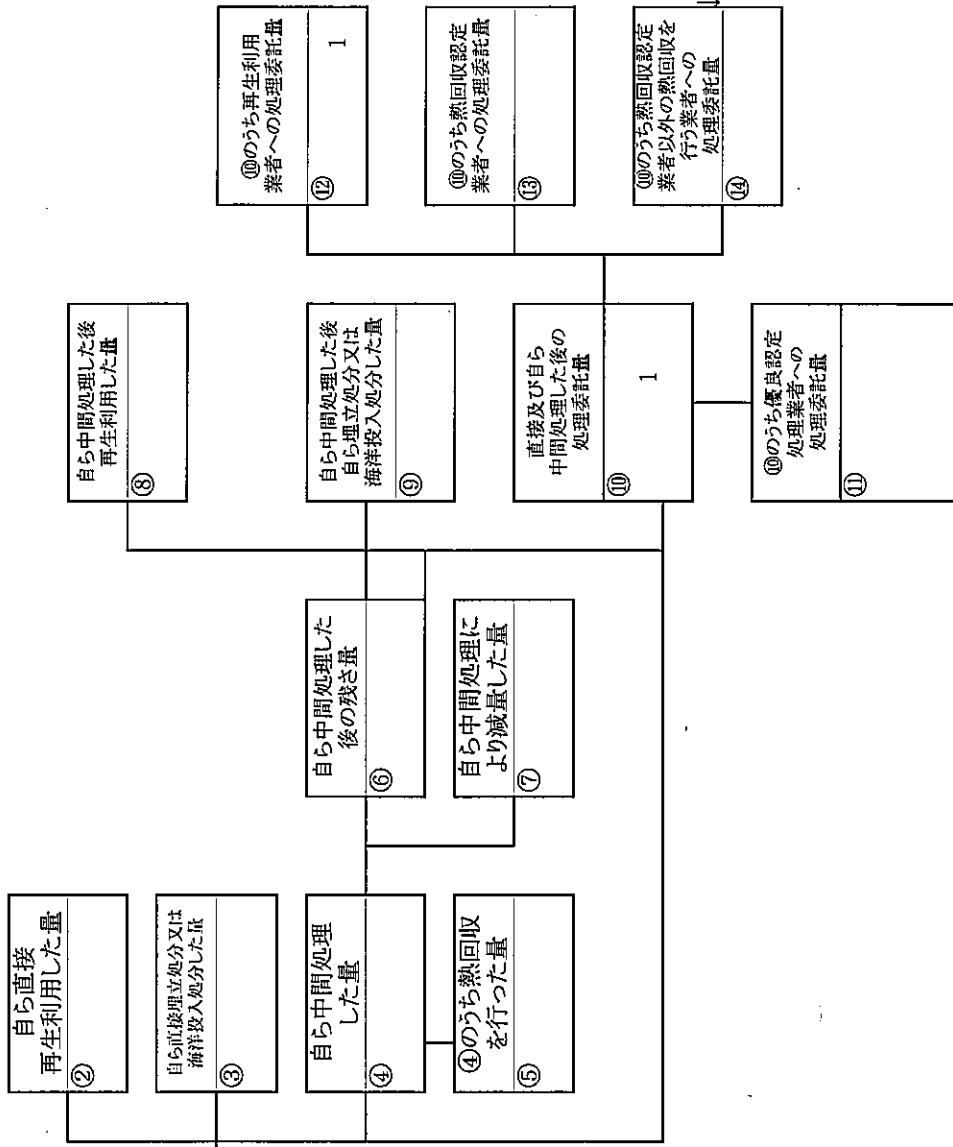 自ら直接
再生利用した量
②
自ら直接埋立処分又は
海洋投入処分した量
③
自ら中間処理
した量
④
④のうち熱回収
を行った量
⑤
自ら中間処理した
後の残さ量
⑥
自ら中間処理に
より減量した量
⑦
自ら中間処理した後
再生利用した量
⑧
自ら中間処理した後
自ら埋立処分又は
海洋投入処分した量
⑨
直接及び自ら
中間処理した後の
処理委託量
⑩
1
⑩のうち優良認定
処理業者への
処理委託量
⑪
⑩のうち再生利用
業者への処理委託量
⑫
1
⑩のうち熱回収認定
業者への処理委託量
⑬
⑩のうち熱回収認定
業者以外の熱回収を
行う業者への
処理委託量
⑭